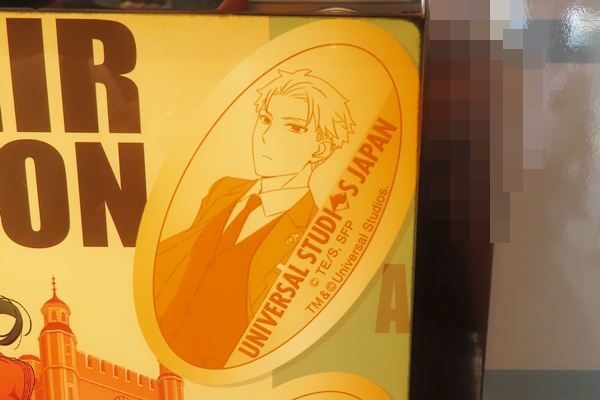 IR
ON
UNIVERSAL STUDIOS JAPAN
© TE/S. SFP
TM & © Universal Studios.
A